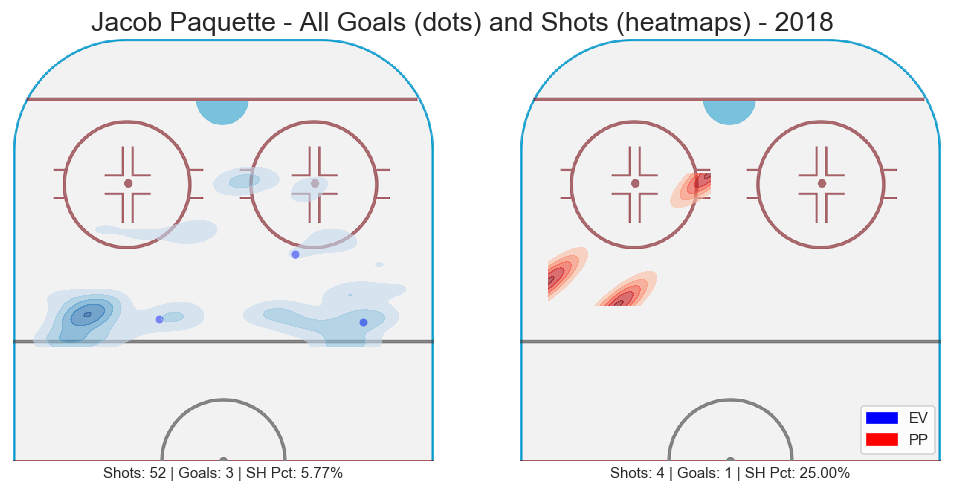 Jacob Paquette - All Goals (dots) and Shots (heatmaps) - 2018
EV
PP
Shots: 52 | Goals: 3 | SH Pct: 5.77%
Shots: 4 | Goals: 1 | SH Pct: 25.00%